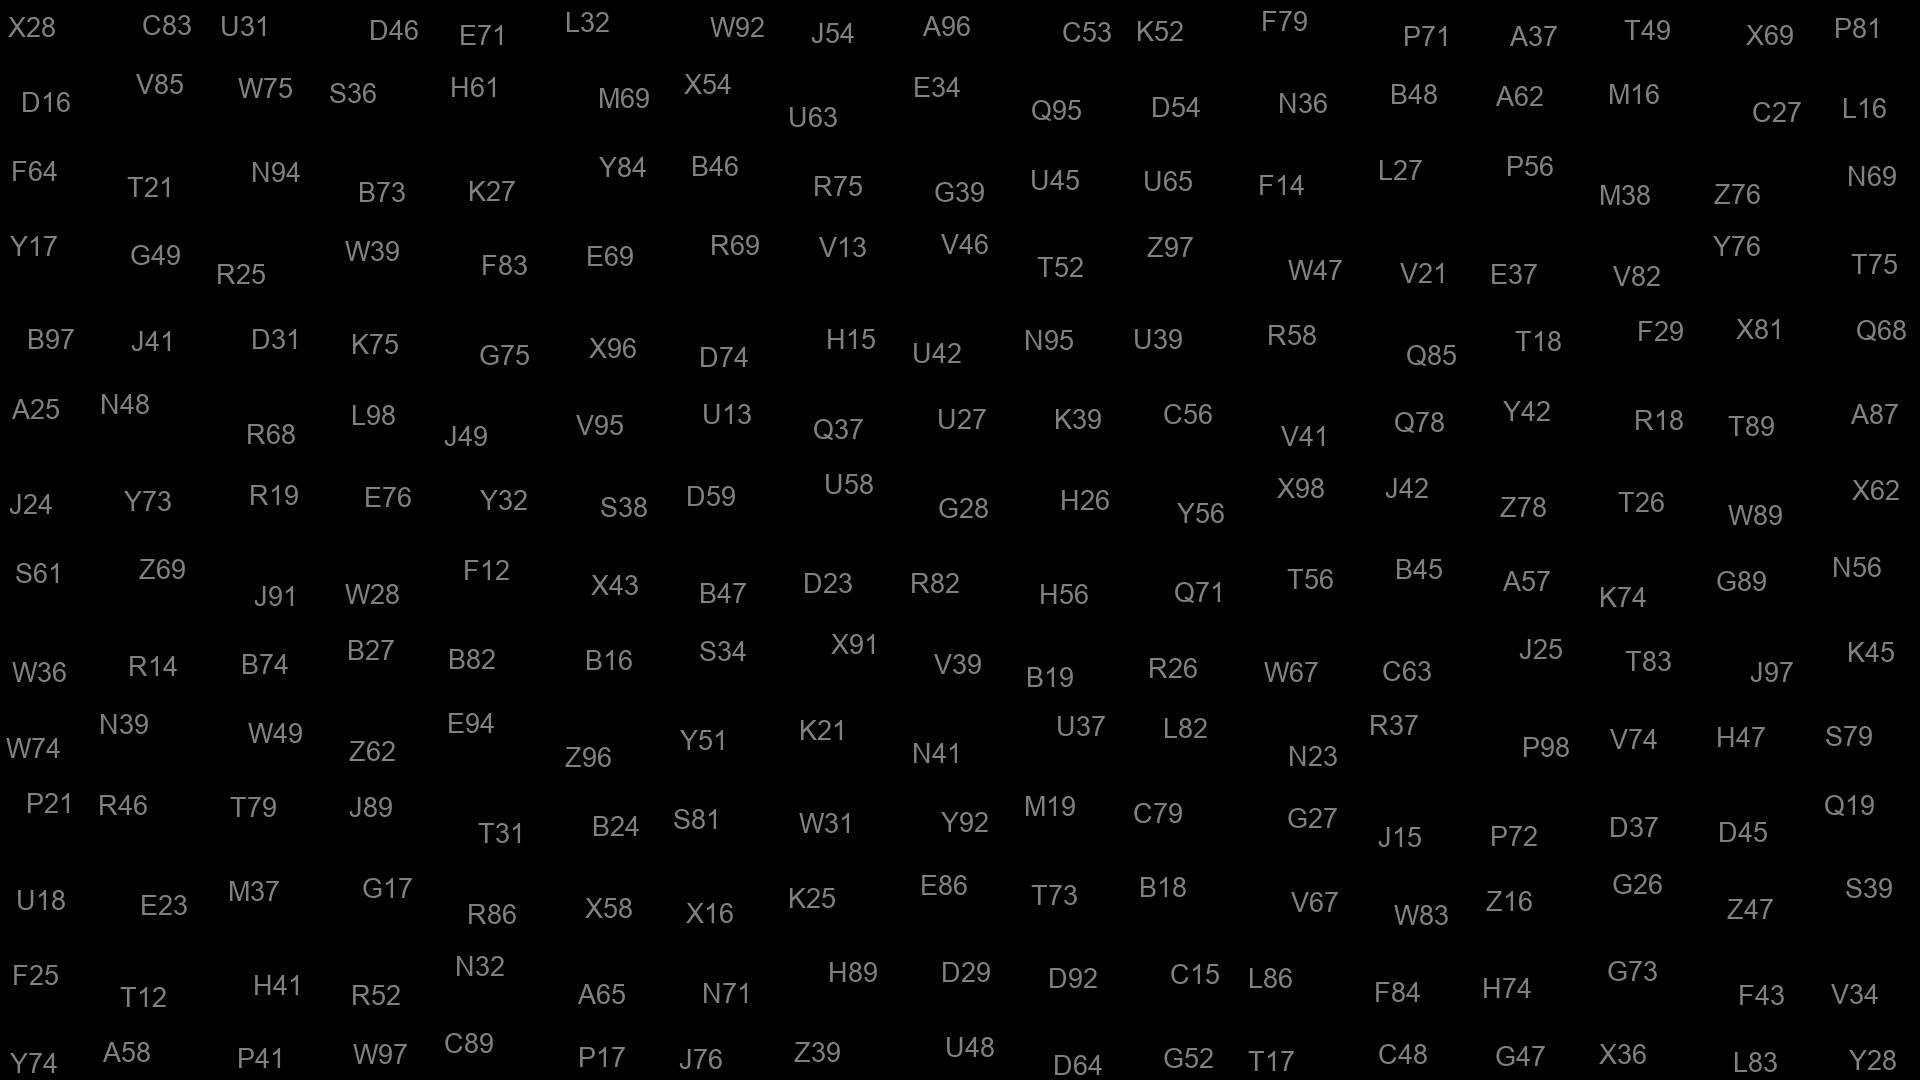 X28 C83 U31 D46 E71 L32 W92 J54 A96 C53 K52 F79 P71 A37 T49 X69 P81
D16 V85 W75 S36 H61 M69 X54 U63 E34 Q95 D54 N36 B48 A62 M16 C27 L16
F64 T21 N94 B73 K27 Y84 B46 R75 G39 U45 U65 F14 L27 P56 M38 Z76 N69
Y17 G49 R25 W39 F83 E69 R69 V13 V46 T52 Z97 W47 V21 E37 V82 Y76 T75
B97 J41 D31 K75 G75 X96 D74 H15 U42 N95 U39 R58 Q85 T18 F29 X81 Q68
A25 N48 R68 L98 J49 V95 U13 Q37 U27 K39 C56 V41 Q78 Y42 R18 T89 A87
J24 Y73 R19 E76 Y32 S38 D59 U58 G28 H26 Y56 X98 J42 Z78 T26 W89 X62
S61 Z69 J91 W28 F12 X43 B47 D23 R82 H56 Q71 T56 B45 A57 K74 G89 N56
W36 R14 B74 B27 B82 B16 S34 X91 V39 B19 R26 W67 C63 J25 T83 J97 K45
W74 N39 W49 Z62 E94 Z96 Y51 K21 N41 U37 L82 N23 R37 P98 V74 H47 S79
P21 R46 T79 J89 T31 B24 S81 W31 Y92 M19 C79 G27 J15 P72 D37 D45 Q19
U18 E23 M37 G17 R86 X58 X16 K25 E86 T73 B18 V67 W83 Z16 G26 Z47 S39
F25 T12 H41 R52 N32 A65 N71 H89 D29 D92 C15 L86 F84 H74 G73 F43 V34
Y74 A58 P41 W97 C89 P17 J76 Z39 U48 D64 G52 T17 C48 G47 X36 L83 Y28